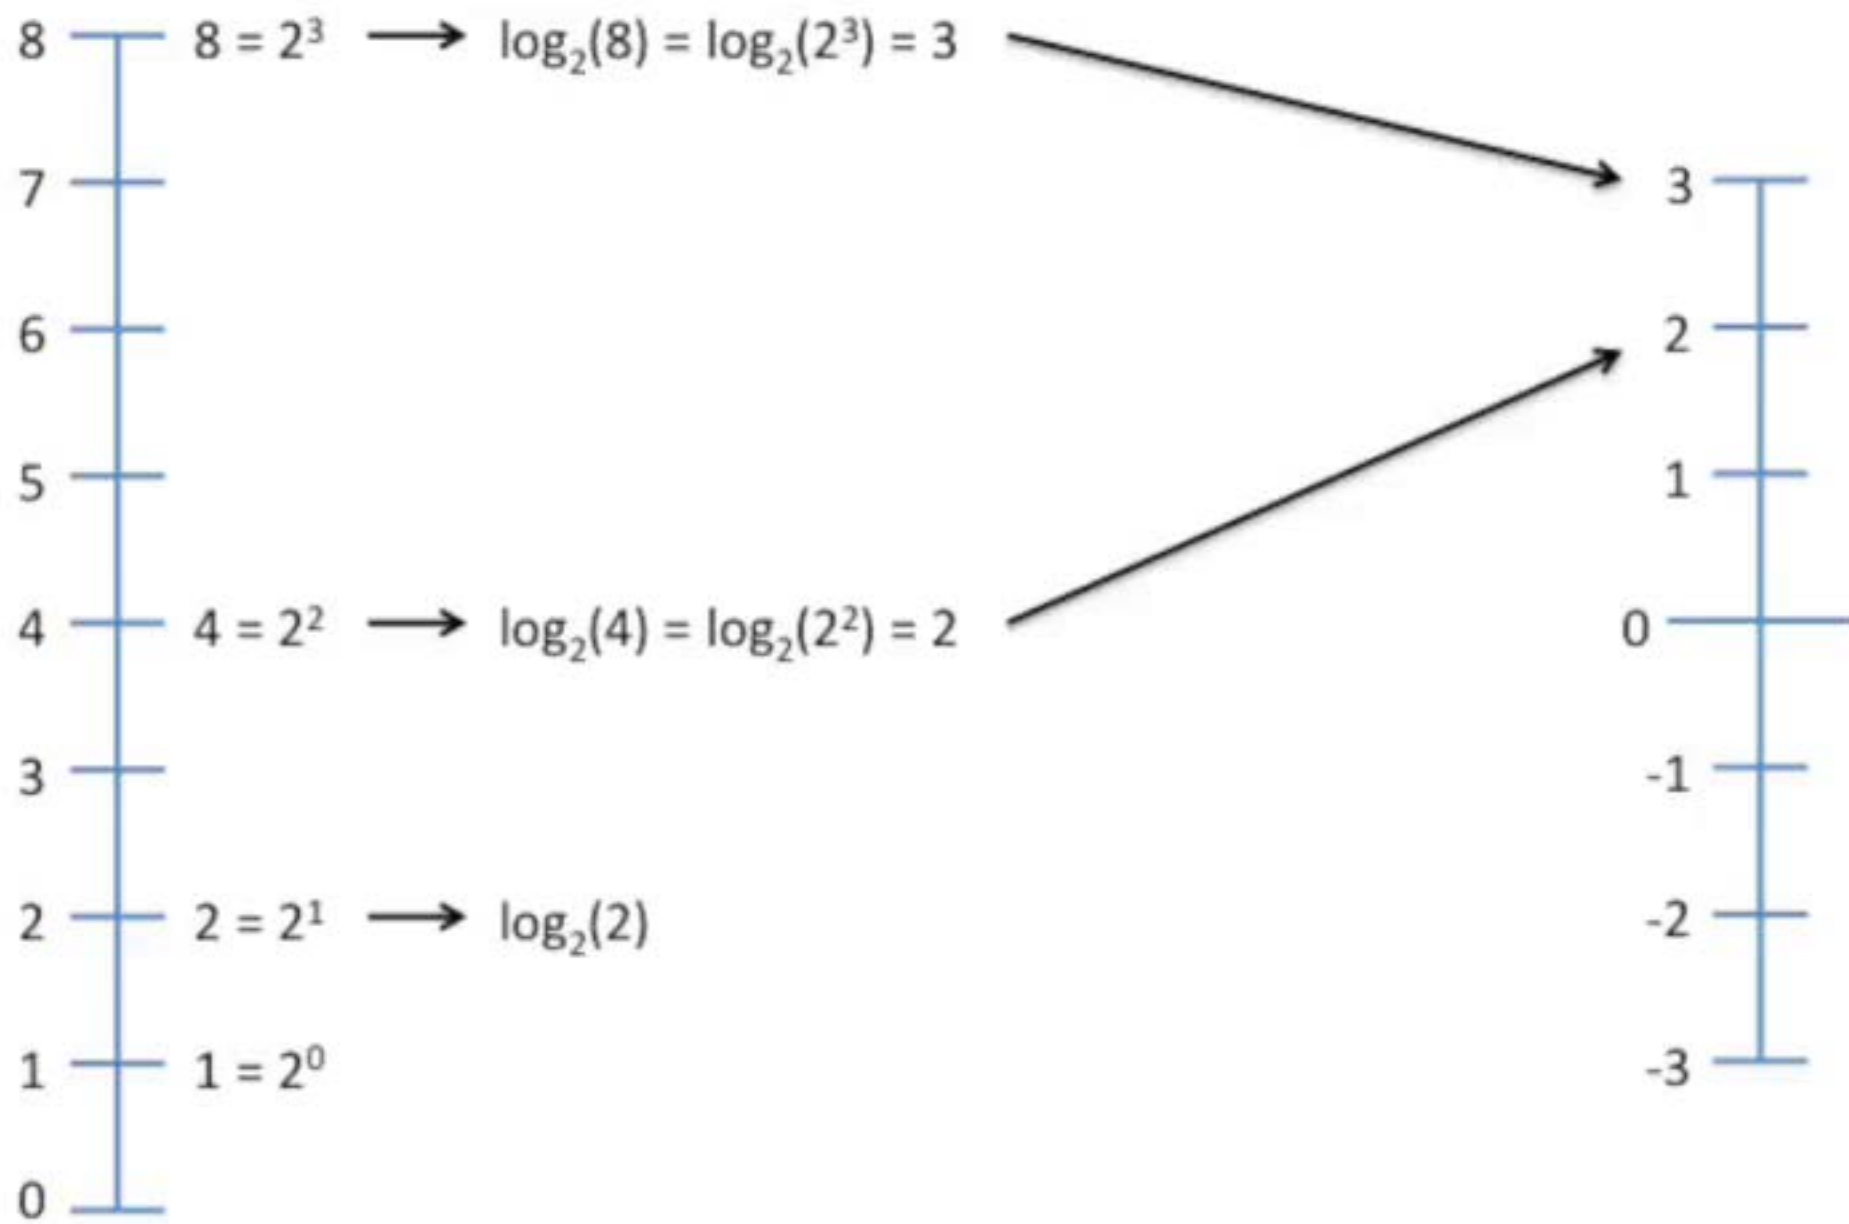 8 8 = 2³ → log₂(8) = log₂(2³) = 3
7 3
6 2
5 1
4 4 = 2² → log₂(4) = log₂(2²) = 2 0
3 -1
2 2 = 2¹ → log₂(2) -2
1 1 = 2⁰ -3
0